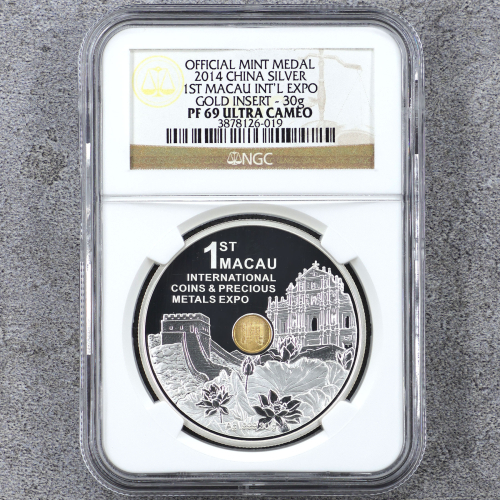 OFFICIAL MINT MEDAL
2014 CHINA SILVER
1ST MACAU INT'L EXPO
GOLD INSERT - 30g
PF 69 ULTRA CAMEO
3878126-019
NGC
1ST
MACAU
INTERNATIONAL
COINS & PRECIOUS
METALS EXPO